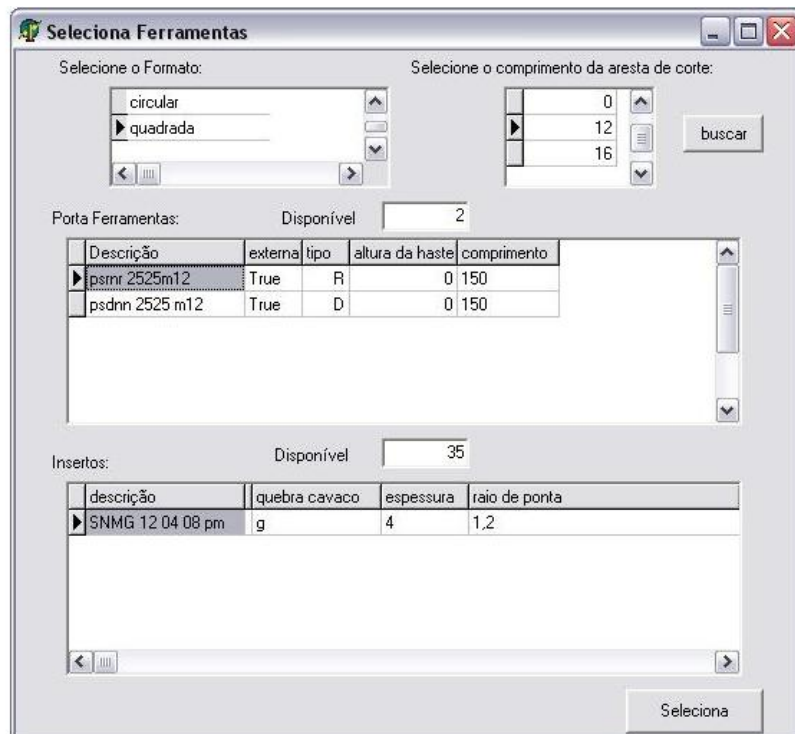 Seleciona Ferramentas
Selecione o Formato:
Selecione o comprimento da aresta de corte:
circular
quadrada
0
12
16
buscar
Porta Ferramentas:
Disponível 2
Descrição externa tipo altura da haste comprimento
psrnr 2525m12 True R 0 150
psdnn 2525 m12 True D 0 150
Insertos:
Disponível 35
descrição quebra cavaco espessura raio de ponta
SNMG 12 04 08 pm g 4 1,2
Seleciona